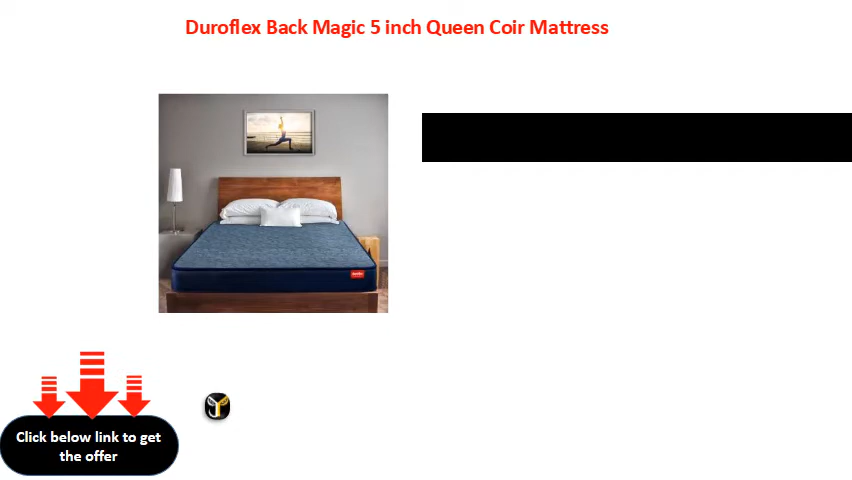 Duroflex Back Magic 5 inch Queen Coir Mattress
Click below link to get
the offer